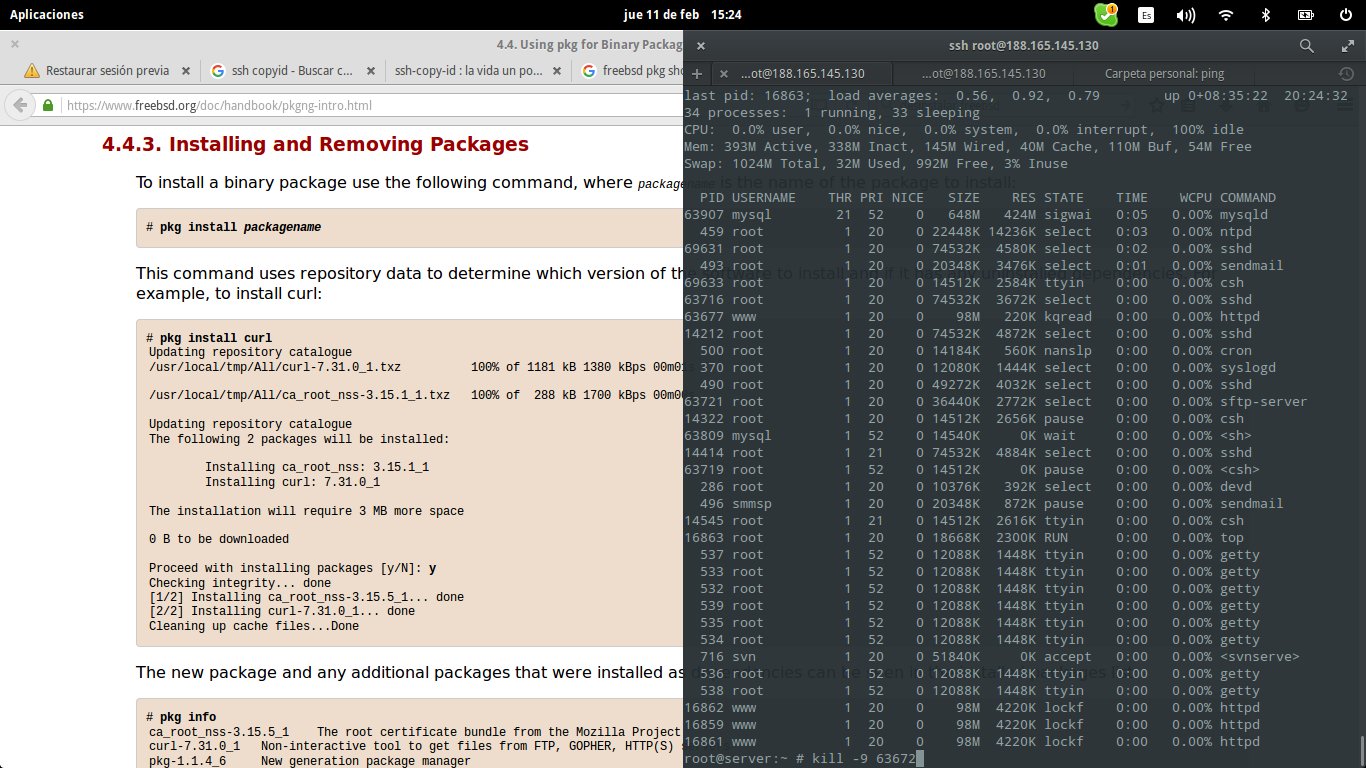 Aplicaciones
jue 11 de feb 15:24
1
Es
4.4. Using pkg for Binary Packag
Restaurar sesión previa
ssh copyid - Buscar c...
ssh-copy-id : la vida un po...
freebsd pkg sho
https://www.freebsd.org/doc/handbook/pkgng-intro.html
4.4.3. Installing and Removing Packages
To install a binary package use the following command, where packagename is the name of the package to install:
# pkg install packagename
This command uses repository data to determine which version of the software to install and if it has any uninstalled dependencies. For
example, to install curl:
# pkg install curl
Updating repository catalogue
/usr/local/tmp/All/curl-7.31.0_1.txz 100% of 1181 kB 1380 kBps 00m01
/usr/local/tmp/All/ca_root_nss-3.15.1_1.txz 100% of 288 kB 1700 kBps 00m00
Updating repository catalogue
The following 2 packages will be installed:
Installing ca_root_nss: 3.15.1_1
Installing curl: 7.31.0_1
The installation will require 3 MB more space
0 B to be downloaded
Proceed with installing packages [y/N]: y
Checking integrity... done
[1/2] Installing ca_root_nss-3.15.5_1... done
[2/2] Installing curl-7.31.0_1... done
Cleaning up cache files...Done
The new package and any additional packages that were installed as dependencies can be seen in the installed packages list:
# pkg info
ca_root_nss-3.15.5_1 The root certificate bundle from the Mozilla Project
curl-7.31.0_1 Non-interactive tool to get files from FTP, GOPHER, HTTP(S) s
pkg-1.1.4_6 New generation package manager
ssh root@188.165.145.130
...ot@188.165.145.130
...ot@188.165.145.130
Carpeta personal: ping
last pid: 16863; load averages: 0.56, 0.92, 0.79 up 0+08:35:22 20:24:32
34 processes: 1 running, 33 sleeping
CPU: 0.0% user, 0.0% nice, 0.0% system, 0.0% interrupt, 100% idle
Mem: 393M Active, 338M Inact, 145M Wired, 40M Cache, 110M Buf, 54M Free
Swap: 1024M Total, 32M Used, 992M Free, 3% Inuse
PID USERNAME THR PRI NICE SIZE RES STATE TIME WCPU COMMAND
63907 mysql 21 52 0 648M 424M sigwai 0:05 0.00% mysqld
459 root 1 20 0 22448K 14236K select 0:03 0.00% ntpd
69631 root 1 20 0 74532K 4580K select 0:02 0.00% sshd
493 root 1 20 0 20348K 3476K select 0:01 0.00% sendmail
69633 root 1 20 0 14512K 2584K ttyin 0:00 0.00% csh
63716 root 1 20 0 74532K 3672K select 0:00 0.00% sshd
63677 www 1 20 0 98M 220K kqread 0:00 0.00% httpd
14212 root 1 20 0 74532K 4872K select 0:00 0.00% sshd
500 root 1 20 0 14184K 560K nanslp 0:00 0.00% cron
370 root 1 20 0 12080K 1444K select 0:00 0.00% syslogd
490 root 1 20 0 49272K 4032K select 0:00 0.00% sshd
63721 root 1 20 0 36440K 2772K select 0:00 0.00% sftp-server
14322 root 1 20 0 14512K 2656K pause 0:00 0.00% csh
63809 mysql 1 52 0 14540K 0K wait 0:00 0.00% <sh>
14414 root 1 21 0 74532K 4884K select 0:00 0.00% sshd
63719 root 1 52 0 14512K 0K pause 0:00 0.00% <csh>
286 root 1 20 0 10376K 392K select 0:00 0.00% devd
496 smmsp 1 20 0 20348K 872K pause 0:00 0.00% sendmail
14545 root 1 21 0 14512K 2616K ttyin 0:00 0.00% csh
16863 root 1 20 0 18668K 2300K RUN 0:00 0.00% top
537 root 1 52 0 12088K 1448K ttyin 0:00 0.00% getty
533 root 1 52 0 12088K 1448K ttyin 0:00 0.00% getty
532 root 1 52 0 12088K 1448K ttyin 0:00 0.00% getty
539 root 1 52 0 12088K 1448K ttyin 0:00 0.00% getty
535 root 1 52 0 12088K 1448K ttyin 0:00 0.00% getty
534 root 1 52 0 12088K 1448K ttyin 0:00 0.00% getty
716 svn 1 20 0 51840K 0K accept 0:00 0.00% <svnserve>
536 root 1 52 0 12088K 1448K ttyin 0:00 0.00% getty
538 root 1 52 0 12088K 1448K ttyin 0:00 0.00% getty
16862 www 1 20 0 98M 4220K lockf 0:00 0.00% httpd
16859 www 1 20 0 98M 4220K lockf 0:00 0.00% httpd
16861 www 1 20 0 98M 4220K lockf 0:00 0.00% httpd
root@server:~ # kill -9 63672